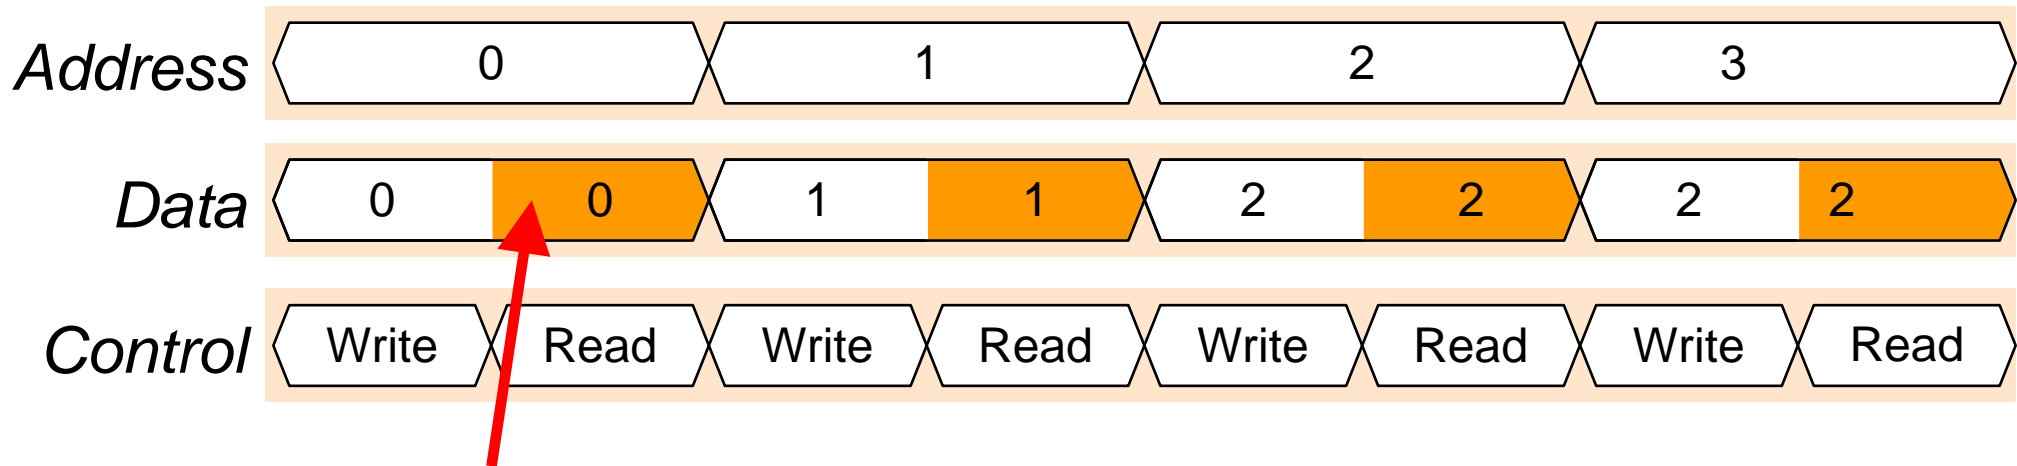 Address 0 1 2 3
Data 0 0 1 1 2 2 2 2
Control Write Read Write Read Write Read Write Read